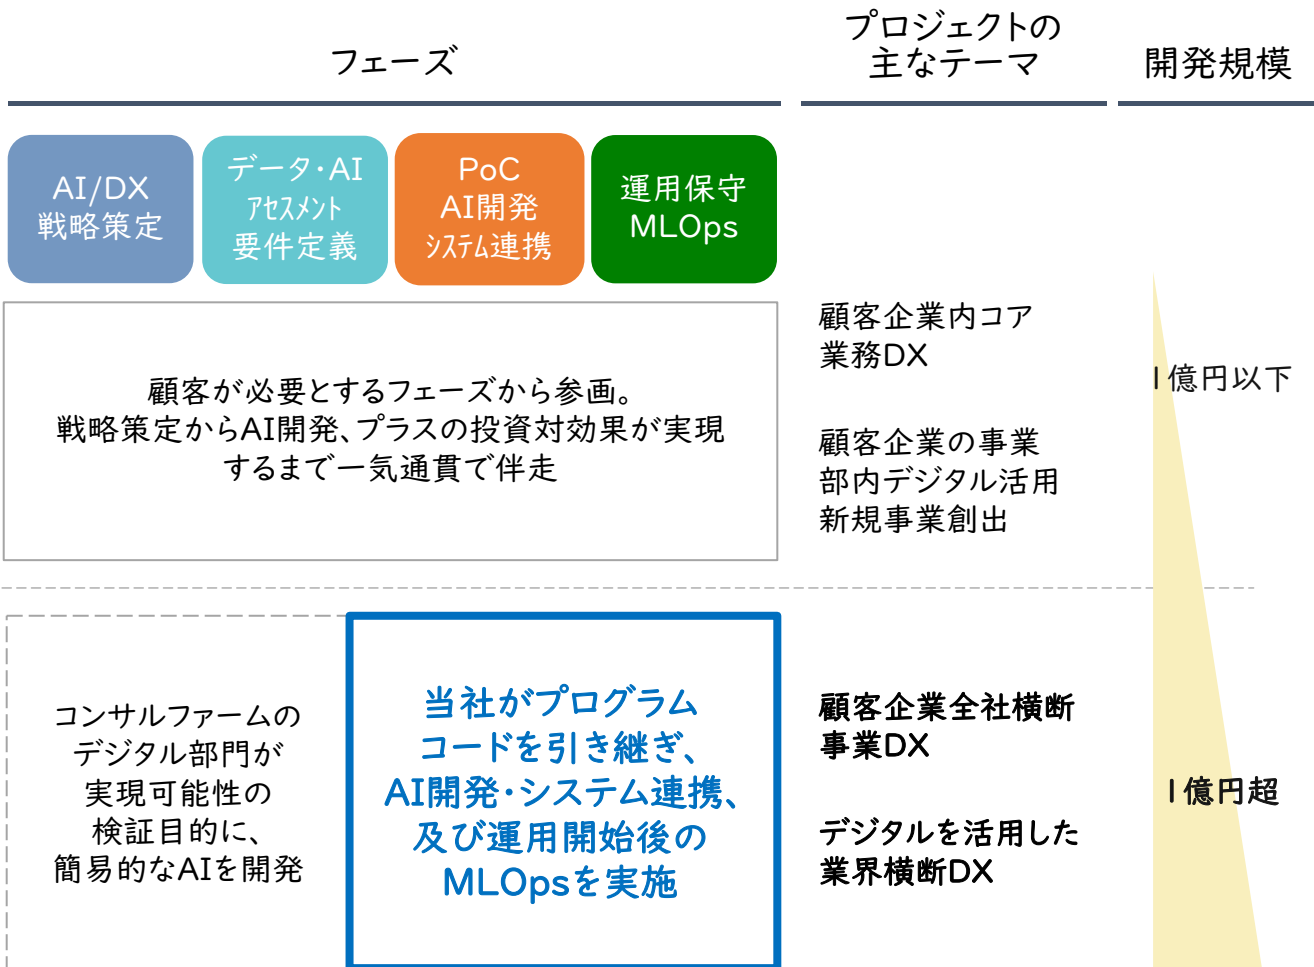 フェーズ
プロジェクトの
主なテーマ
開発規模
AI/DX
戦略策定
データ・AI
ｱｾｽﾒﾝﾄ
要件定義
PoC
AI開発
ｼｽﾃﾑ連携
運用保守
MLOps
顧客が必要とするフェーズから参画。
戦略策定からAI開発、プラスの投資対効果が実現
するまで一気通貫で伴走
顧客企業内コア
業務DX
顧客企業の事業
部内デジタル活用
新規事業創出
1億円以下
コンサルファームの
デジタル部門が
実現可能性の
検証目的に、
簡易的なAIを開発
当社がプログラム
コードを引き継ぎ、
AI開発・システム連携、
及び運用開始後の
MLOpsを実施
顧客企業全社横断
事業DX
デジタルを活用した
業界横断DX
1億円超